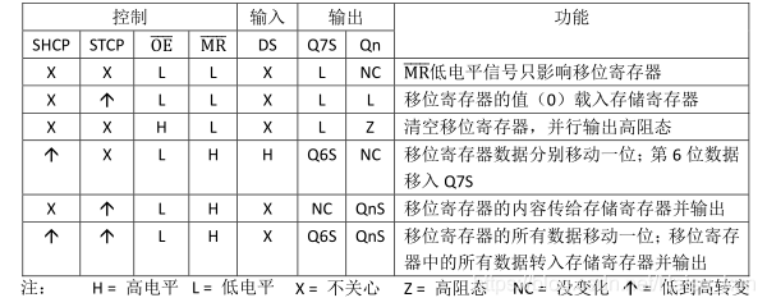 控制 输入 输出 功能
SHCP STCP OE MR DS Q7S Qn
X X L L X L NC MR低电平信号只影响移位寄存器
X ↑ L L X L L 移位寄存器的值（0）载入存储寄存器
X X H L X L Z 清空移位寄存器，并行输出高阻态
↑ X L H H Q6S NC 移位寄存器数据分别移动一位；第 6 位数据
移入 Q7S
X ↑ L H X NC QnS 移位寄存器的内容传给存储寄存器并输出
↑ ↑ L H X Q6S QnS 移位寄存器的所有数据移动一位；移位寄存
器中的所有数据转入存储寄存器并输出
注： H = 高电平 L = 低电平 X = 不关心 Z = 高阻态 NC = 没变化 ↑ = 低到高转变